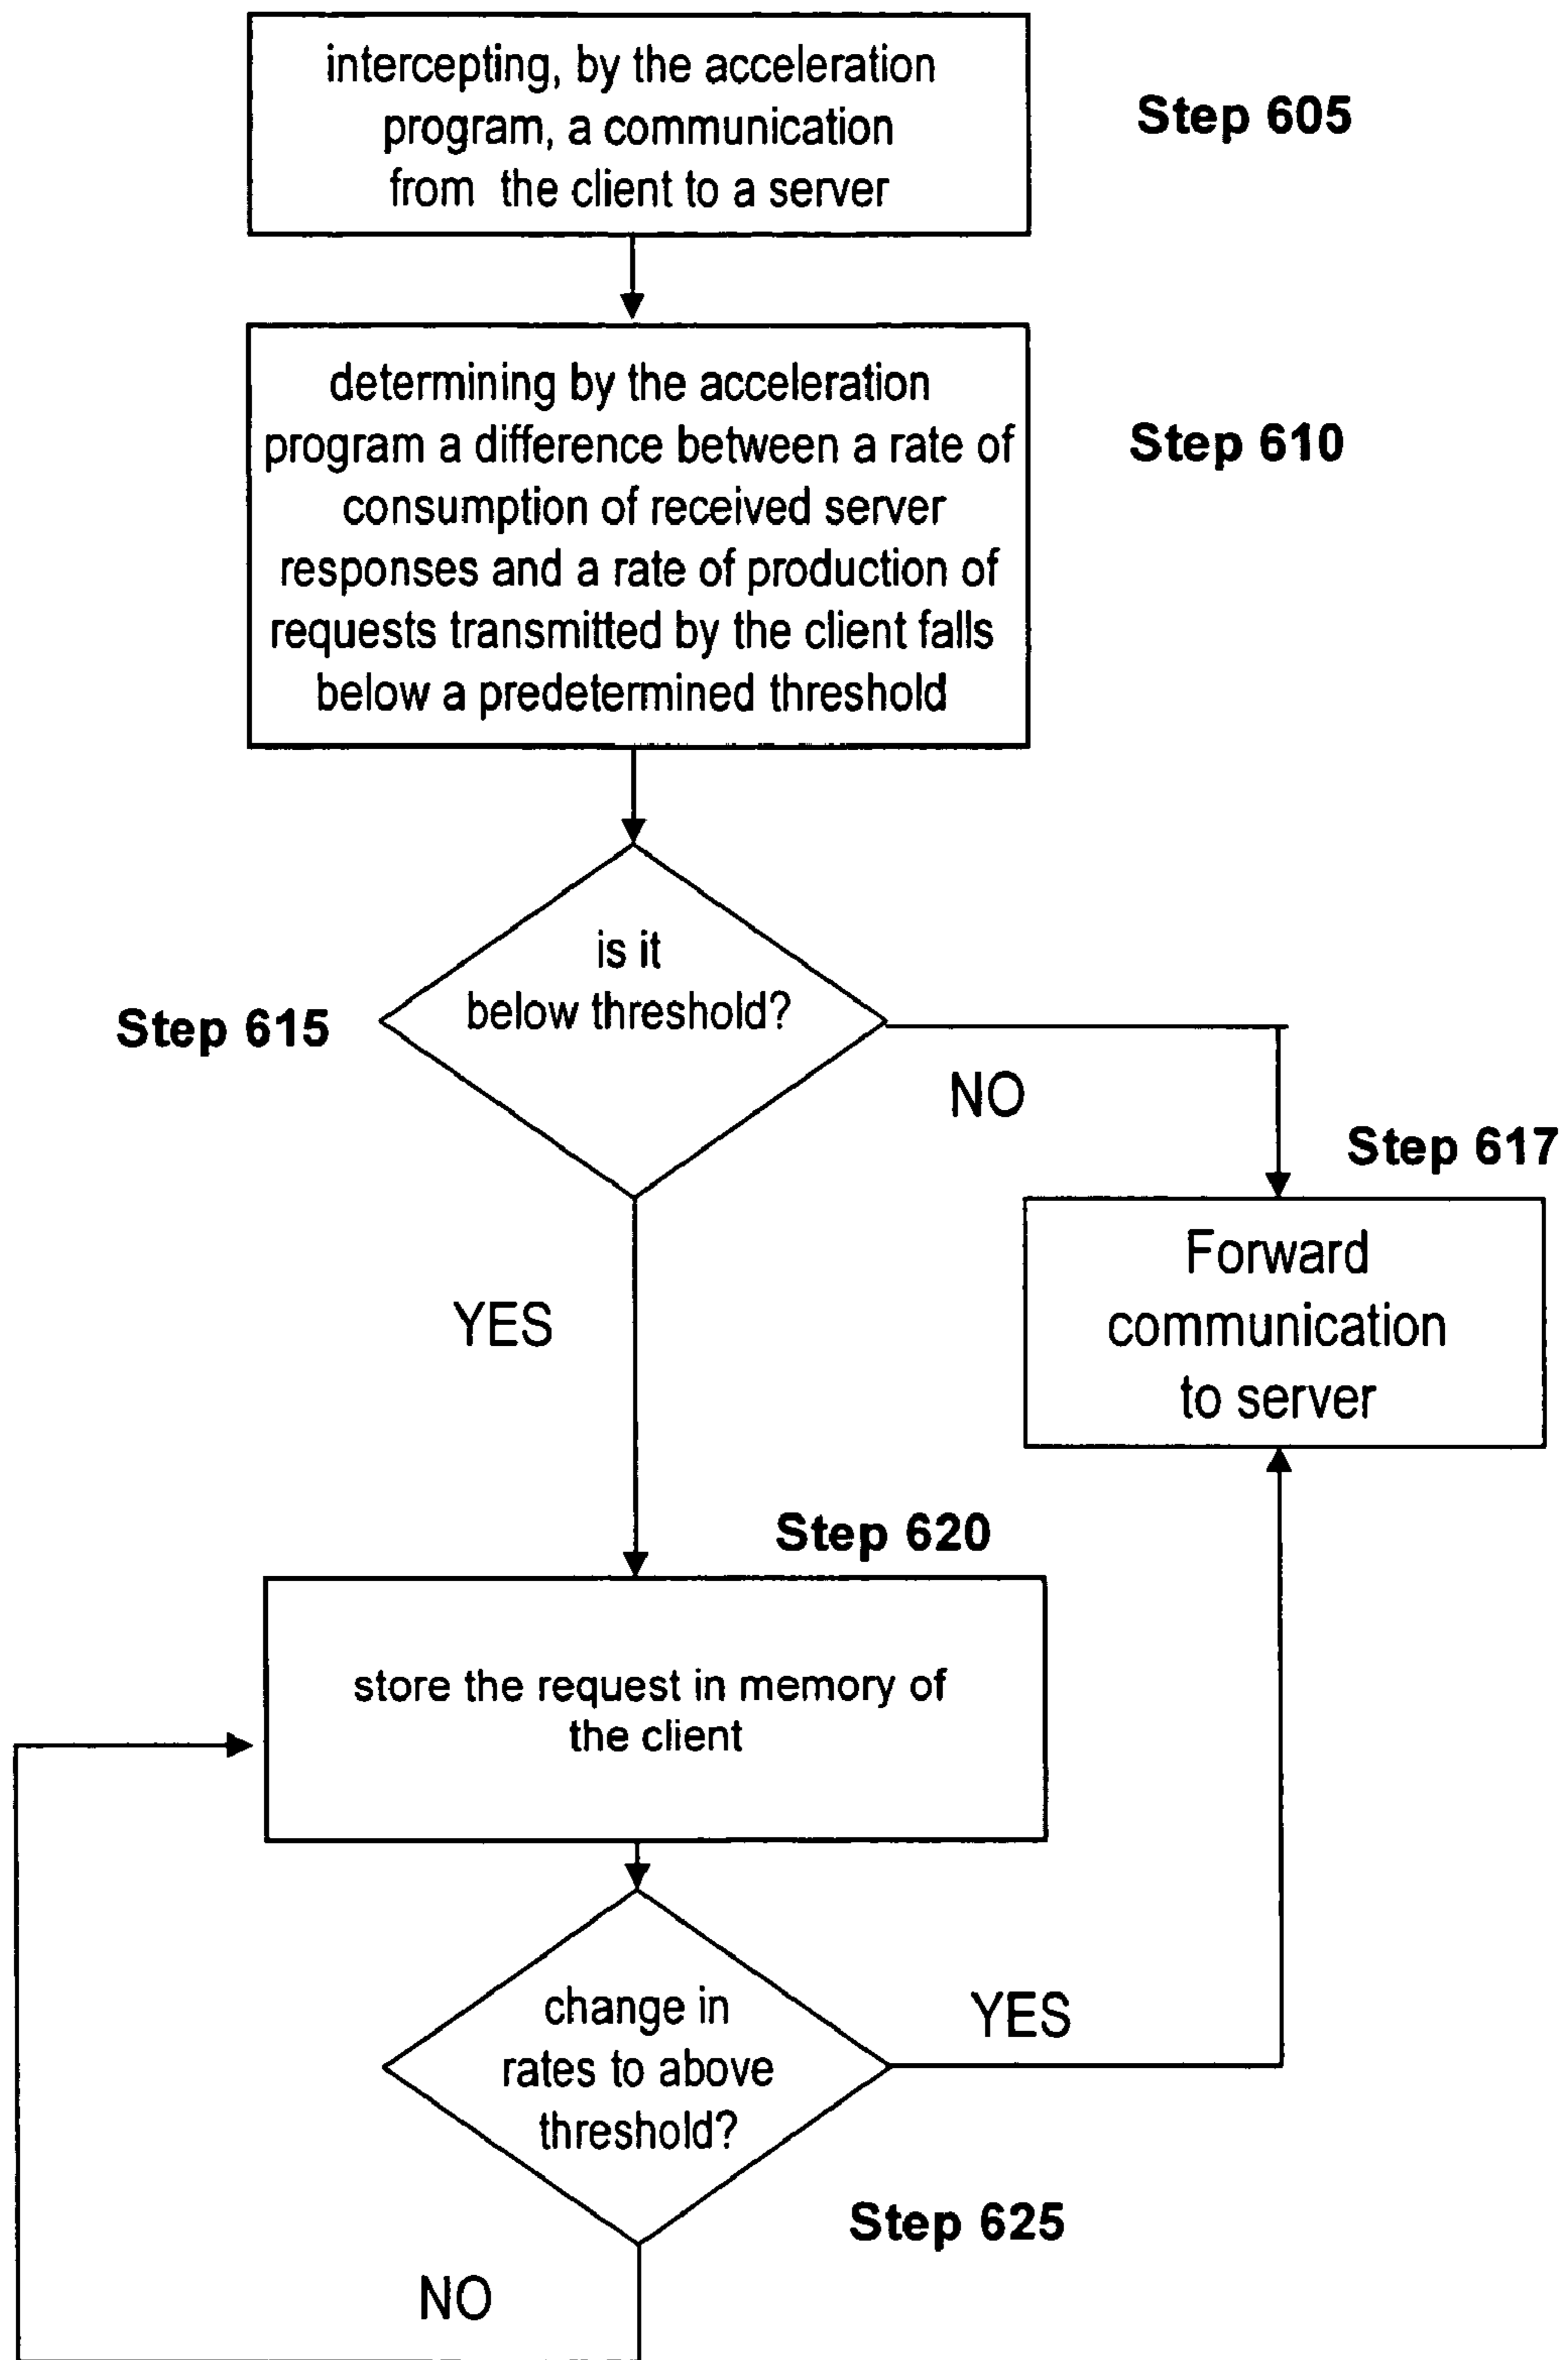 intercepting, by the acceleration
program, a communication
from the client to a server
Step 605
determining by the acceleration
program a difference between a rate of
consumption of received server
responses and a rate of production of
requests transmitted by the client falls
below a predetermined threshold
Step 610
is it
below threshold?
Step 615
NO
Step 617
Forward
communication
to server
YES
Step 620
store the request in memory of
the client
change in
rates to above
threshold?
YES
Step 625
NO